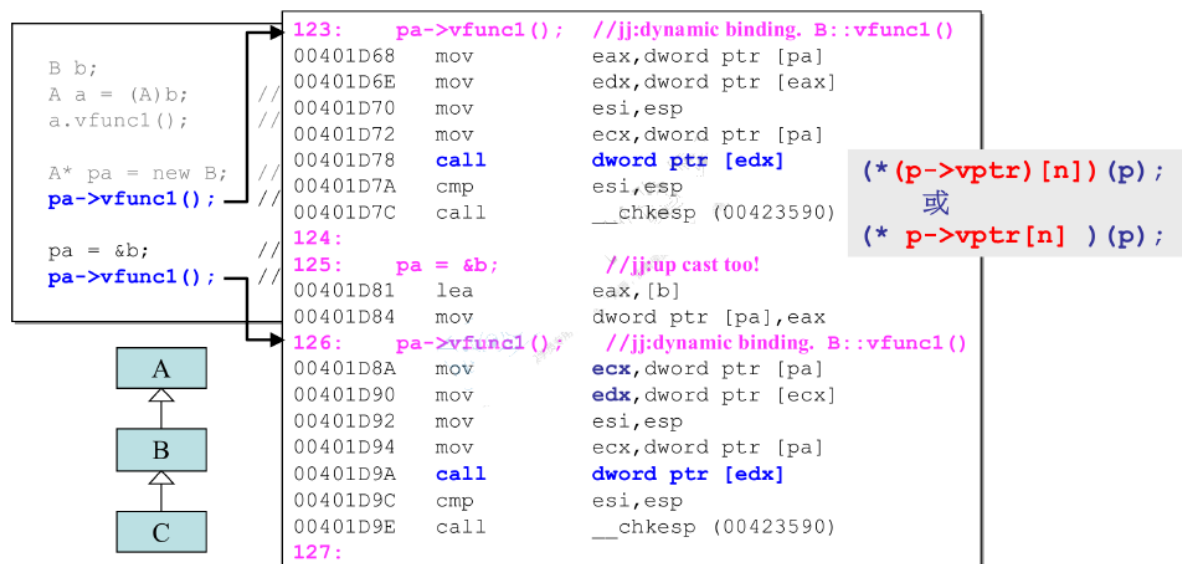 B b;
A a = (A)b; //
a.vfunc1(); //
A* pa = new B; //
pa->vfunc1(); //
pa = &b; //
pa->vfunc1(); //
123: pa->vfunc1(); //jj:dynamic binding. B::vfunc1()
00401D68 mov eax,dword ptr [pa]
00401D6E mov edx,dword ptr [eax]
00401D70 mov esi,esp
00401D72 mov ecx,dword ptr [pa]
00401D78 call dword ptr [edx]
00401D7A cmp esi,esp
00401D7C call __chkesp (00423590)
124:
125: pa = &b; //jj:up cast too!
00401D81 lea eax,[b]
00401D84 mov dword ptr [pa],eax
126: pa->vfunc1(); //jj:dynamic binding. B::vfunc1()
00401D8A mov ecx,dword ptr [pa]
00401D90 mov edx,dword ptr [ecx]
00401D92 mov esi,esp
00401D94 mov ecx,dword ptr [pa]
00401D9A call dword ptr [edx]
00401D9C cmp esi,esp
00401D9E call __chkesp (00423590)
127:
(*(p->vptr)[n])(p);
或
(* p->vptr[n] )(p);
A
B
C